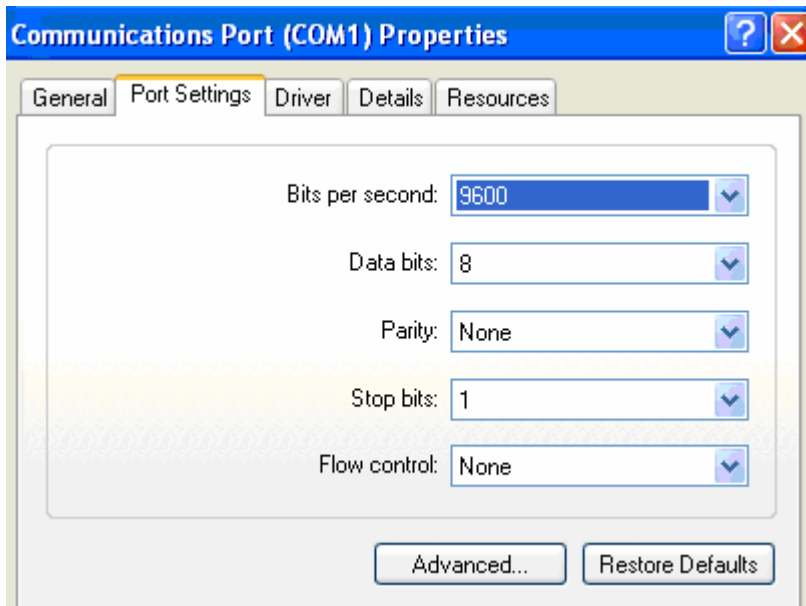 Communications Port (COM1) Properties
General Port Settings Driver Details Resources
Bits per second: 9600
Data bits: 8
Parity: None
Stop bits: 1
Flow control: None
Advanced... Restore Defaults